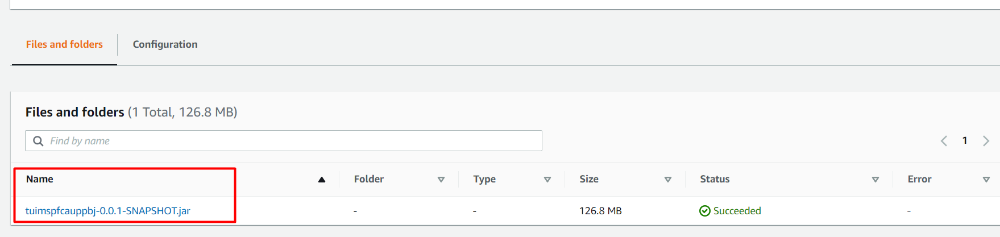 Files and folders
Configuration
Files and folders (1 Total, 126.8 MB)
Find by name
1
Name Folder Type Size Status Error
tuimspfcauppbj-0.0.1-SNAPSHOT.jar - - 126.8 MB Succeeded -